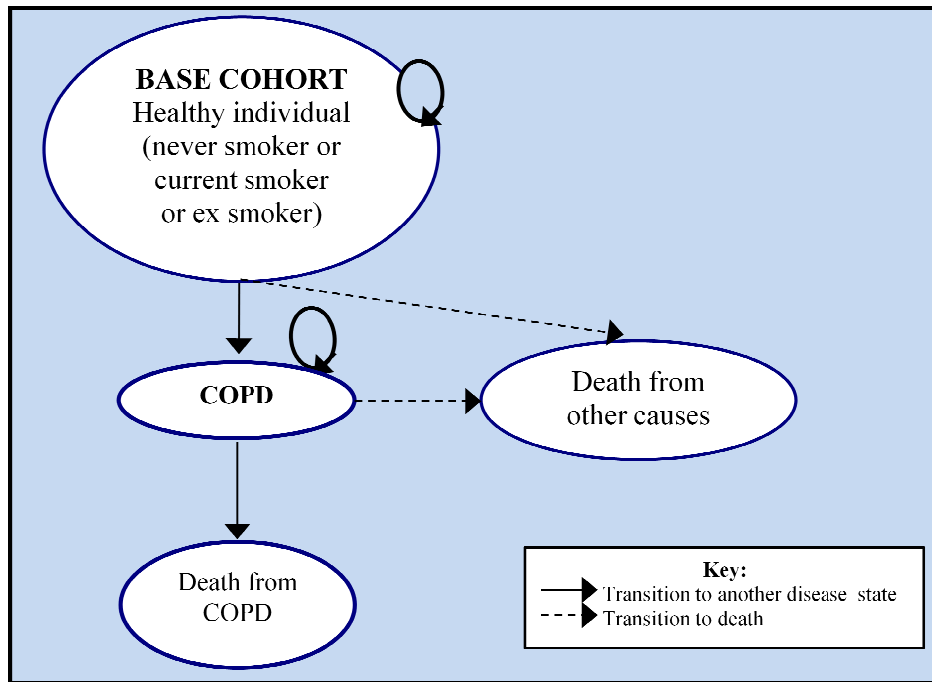 BASE COHORT
Healthy individual
(never smoker or
current smoker
or ex smoker)
COPD
Death from
other causes
Death from
COPD
Key:
Transition to another disease state
Transition to death